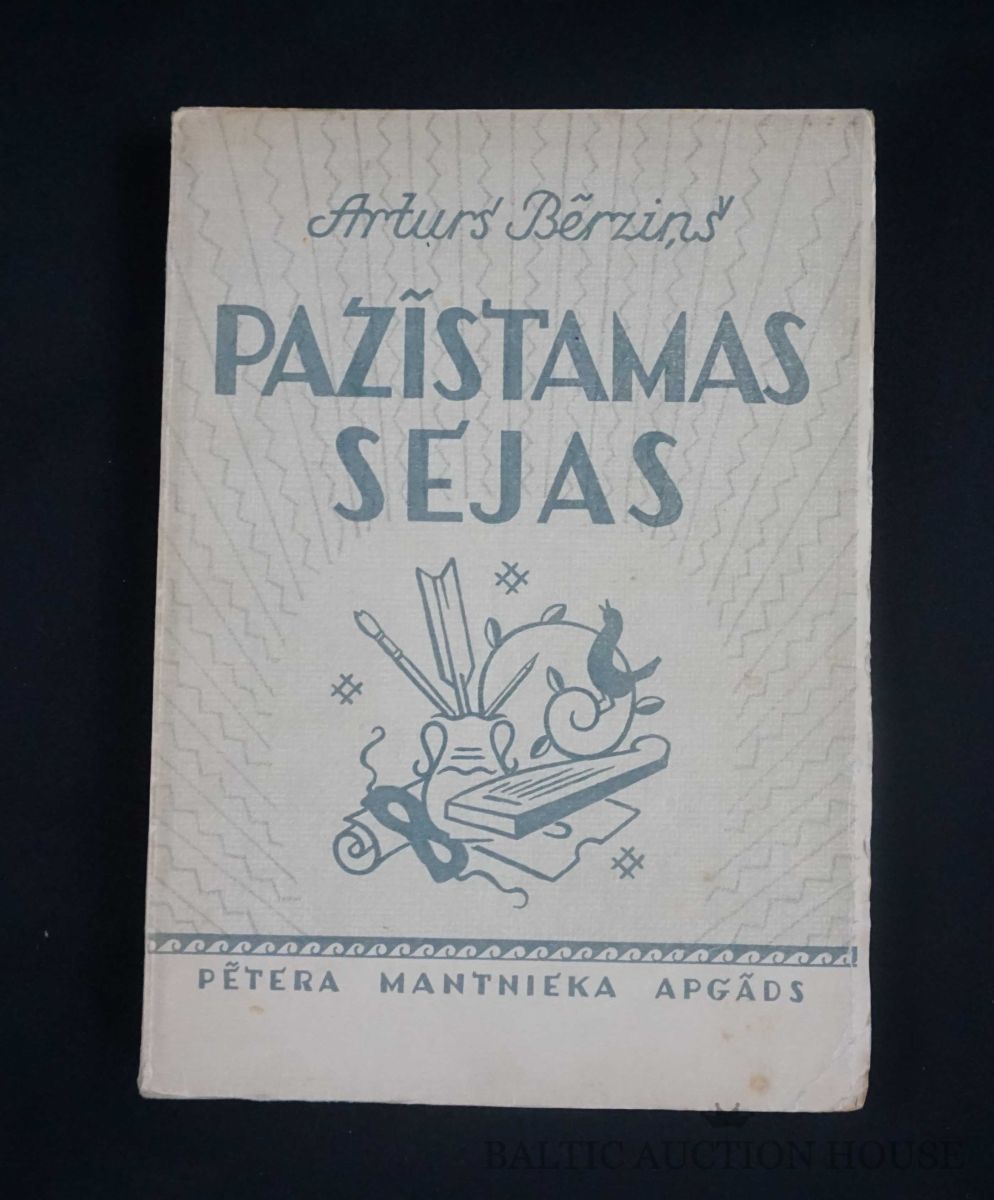 Arturs Bērziņš
PAZĪSTAMAS
SEJAS
PĒTERA MANTNIEKA APGĀDS
BALTIC AUCTION HOUSE